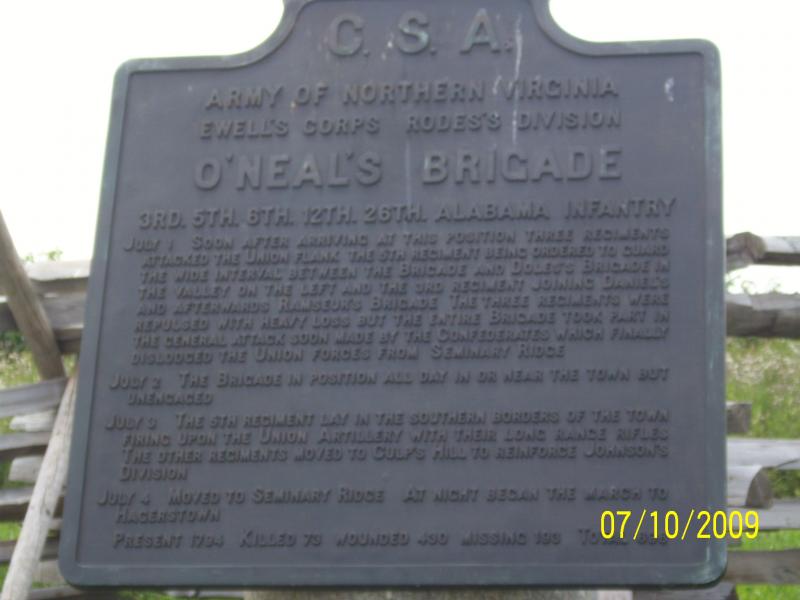 C. S. A.
ARMY OF NORTHERN VIRGINIA
EWELL'S CORPS RODES'S DIVISION
O'NEAL'S BRIGADE
3RD. 5TH. 6TH. 12TH. 26TH. ALABAMA INFANTRY
JULY 1 SOON AFTER ARRIVING AT THIS POSITION THREE REGIMENTS
ATTACKED THE UNION FLANK THE 5TH REGIMENT BEING ORDERED TO GUARD
THE WIDE INTERVAL BETWEEN THE BRIGADE AND DOLES'S BRIGADE IN
THE VALLEY ON THE LEFT AND THE 3RD REGIMENT JOINING DANIEL'S
AND AFTERWARDS RAMSEUR'S BRIGADE THE THREE REGIMENTS WERE
REPULSED WITH HEAVY LOSS BUT THE ENTIRE BRIGADE TOOK PART IN
THE GENERAL ATTACK SOON MADE BY THE CONFEDERATES WHICH FINALLY
DISLODGED THE UNION FORCES FROM SEMINARY RIDGE
JULY 2 THE BRIGADE IN POSITION ALL DAY IN OR NEAR THE TOWN BUT
UNENGAGED
JULY 3 THE 5TH REGIMENT LAY IN THE SOUTHERN BORDERS OF THE TOWN
FIRING UPON THE UNION ARTILLERY WITH THEIR LONG RANGE RIFLES
THE OTHER REGIMENTS MOVED TO CULP'S HILL TO REINFORCE JOHNSON'S
DIVISION
JULY 4 MOVED TO SEMINARY RIDGE AT NIGHT BEGAN THE MARCH TO
HAGERSTOWN
PRESENT 1794 KILLED 73 WOUNDED 430 MISSING 193 TOTAL 696
07/10/2009